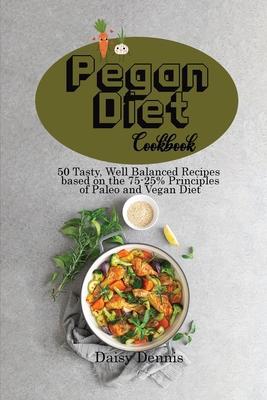 Pegan
Diet
Cookbook
50 Tasty, Well Balanced Recipes
based on the 75-25% Principles
of Paleo and Vegan Diet
Daisy Dennis